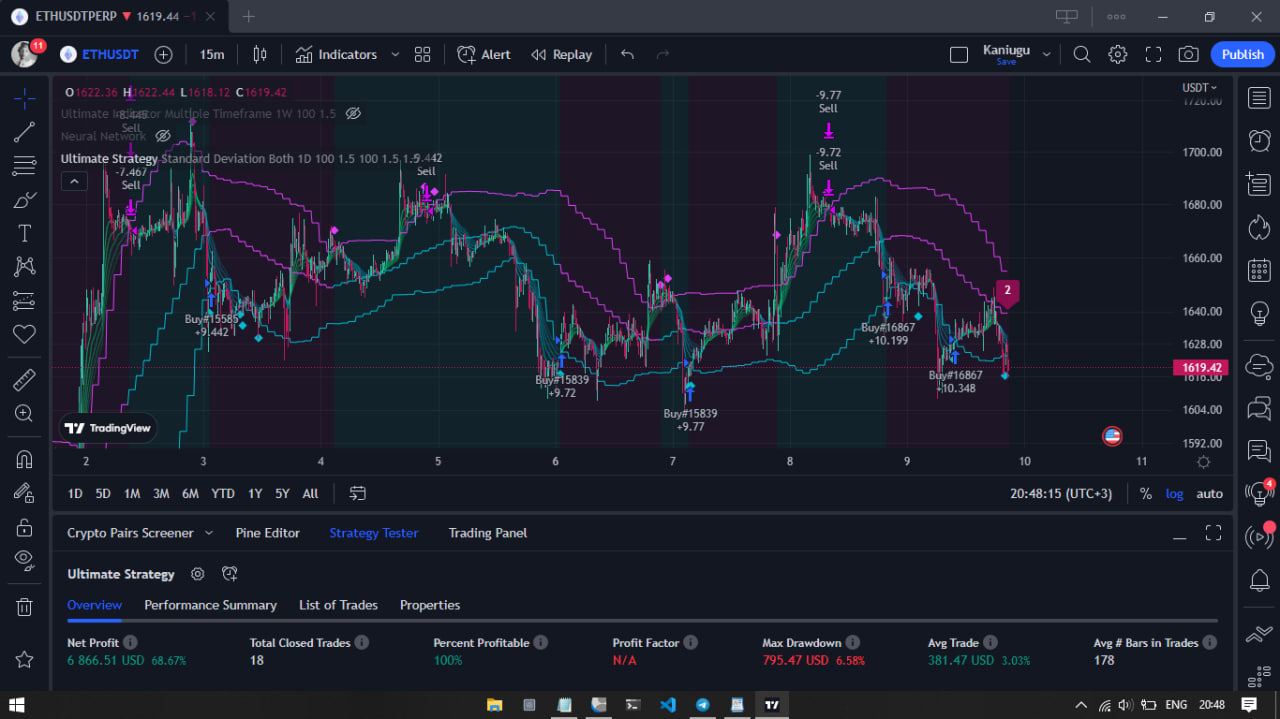 ETHUSDTPERP ▼ 1619.44 −1
11 ETHUSDT 15m Indicators Alert Replay Kaniugu Save Publish
O1622.36 H1622.44 L1618.12 C1619.42
USDT
Ultimate Indicator Multiple Timeframe 1W 100 1.5
Neural Network
Ultimate Strategy Standard Deviation Both 1D 100 1.5 100 1.5 1.5
-8.445
Sell
-7.467
Sell
Sell
-9.77
Sell
-9.72
Sell
Buy#15585
+9.442
Buy#15839
+9.72
Buy#15839
+9.77
Buy#16867
+10.199
Buy#16867
+10.348
2
1720.00
1700.00
1680.00
1660.00
1640.00
1628.00
1619.42
1616.00
1604.00
1592.00
TradingView
2 3 4 5 6 7 8 9 10 11
1D 5D 1M 3M 6M YTD 1Y 5Y All 20:48:15 (UTC+3) % log auto
4
Crypto Pairs Screener Pine Editor Strategy Tester Trading Panel
Ultimate Strategy
Overview Performance Summary List of Trades Properties
Net Profit Total Closed Trades Percent Profitable Profit Factor Max Drawdown Avg Trade Avg # Bars in Trades
6 866.51 USD 68.67% 18 100% N/A 795.47 USD 6.58% 381.47 USD 3.03% 178
ENG 20:48